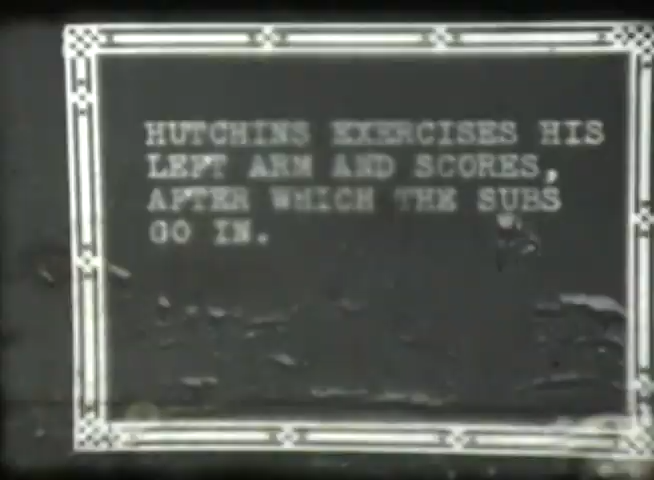 HUTCHINS EXERCISES HIS
LEFT ARM AND SCORES,
AFTER WHICH THE SUBS
GO IN.